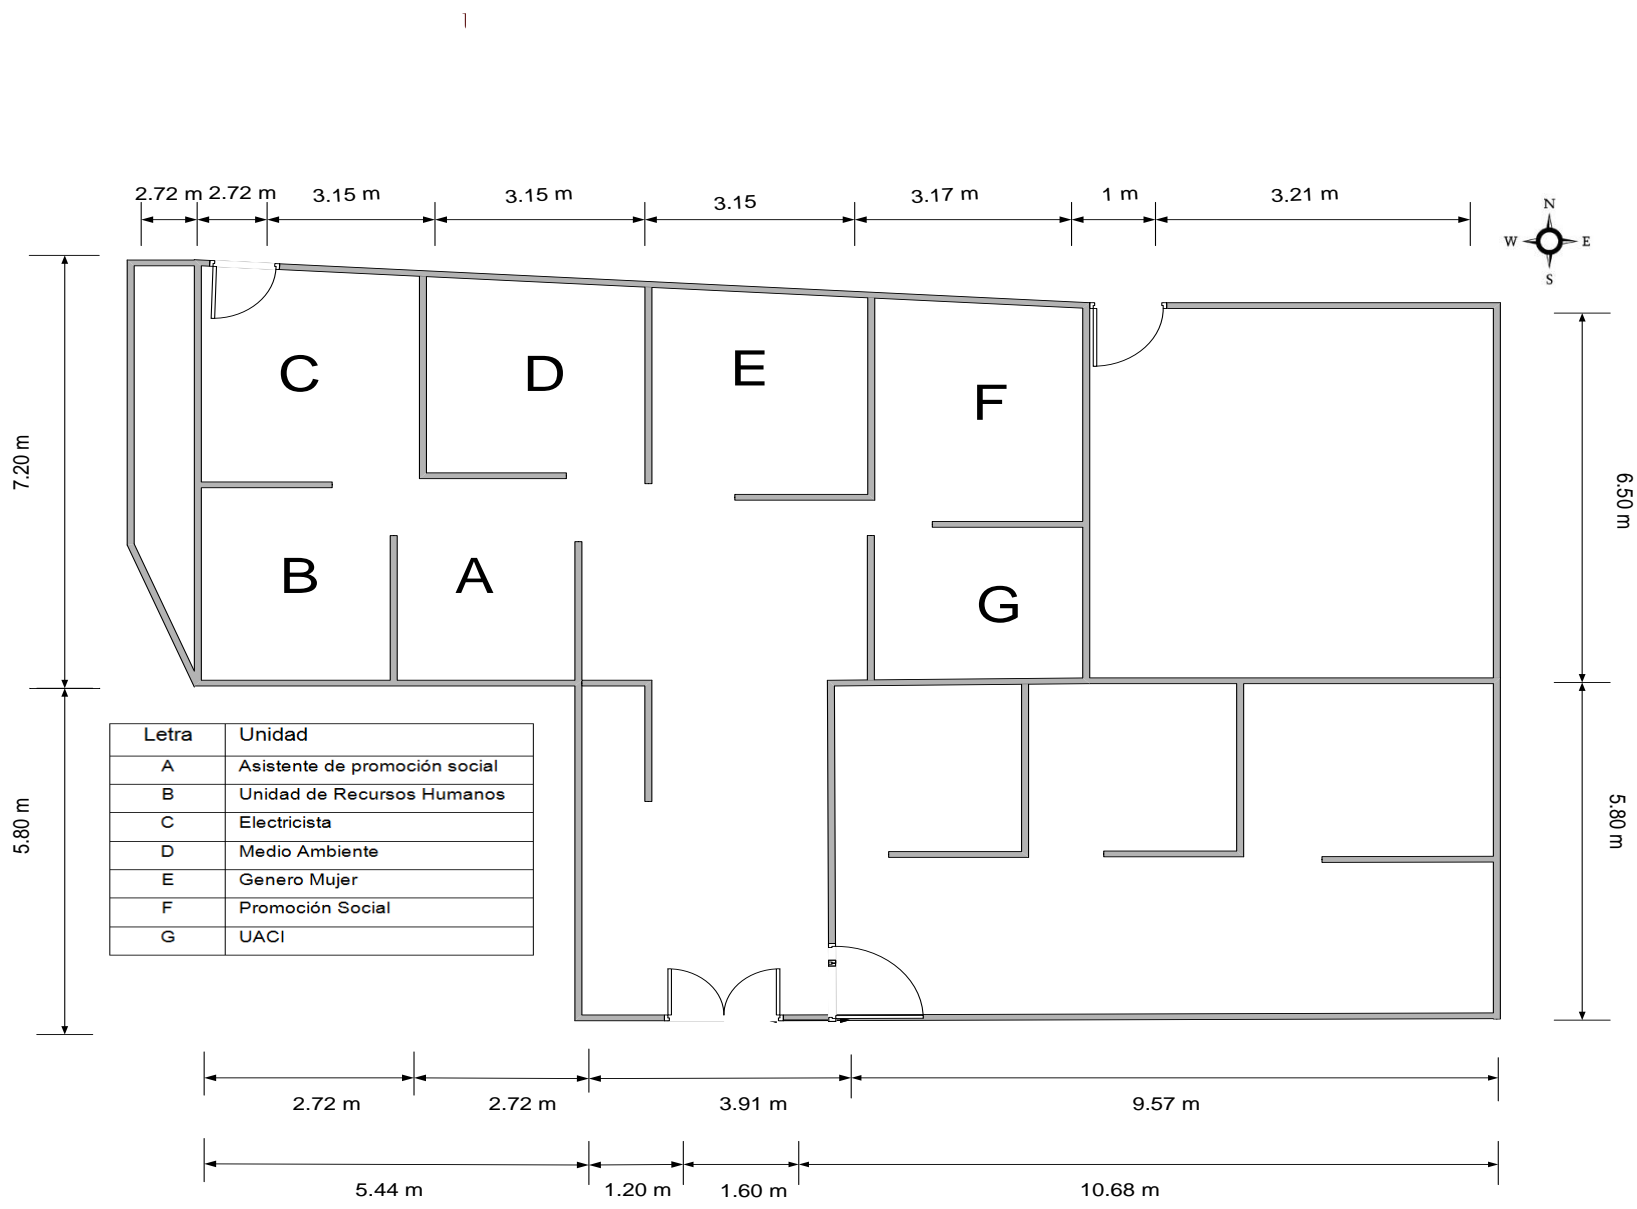 2.72 m 2.72 m 3.15 m 3.15 m 3.15 3.17 m 1 m 3.21 m
N
W E
S
C D E F
7.20 m
6.50 m
B A G
Letra Unidad
A Asistente de promoción social
B Unidad de Recursos Humanos
C Electricista
D Medio Ambiente
E Genero Mujer
F Promoción Social
G UACI
5.80 m
5.80 m
2.72 m 2.72 m 3.91 m 9.57 m
5.44 m 1.20 m 1.60 m 10.68 m